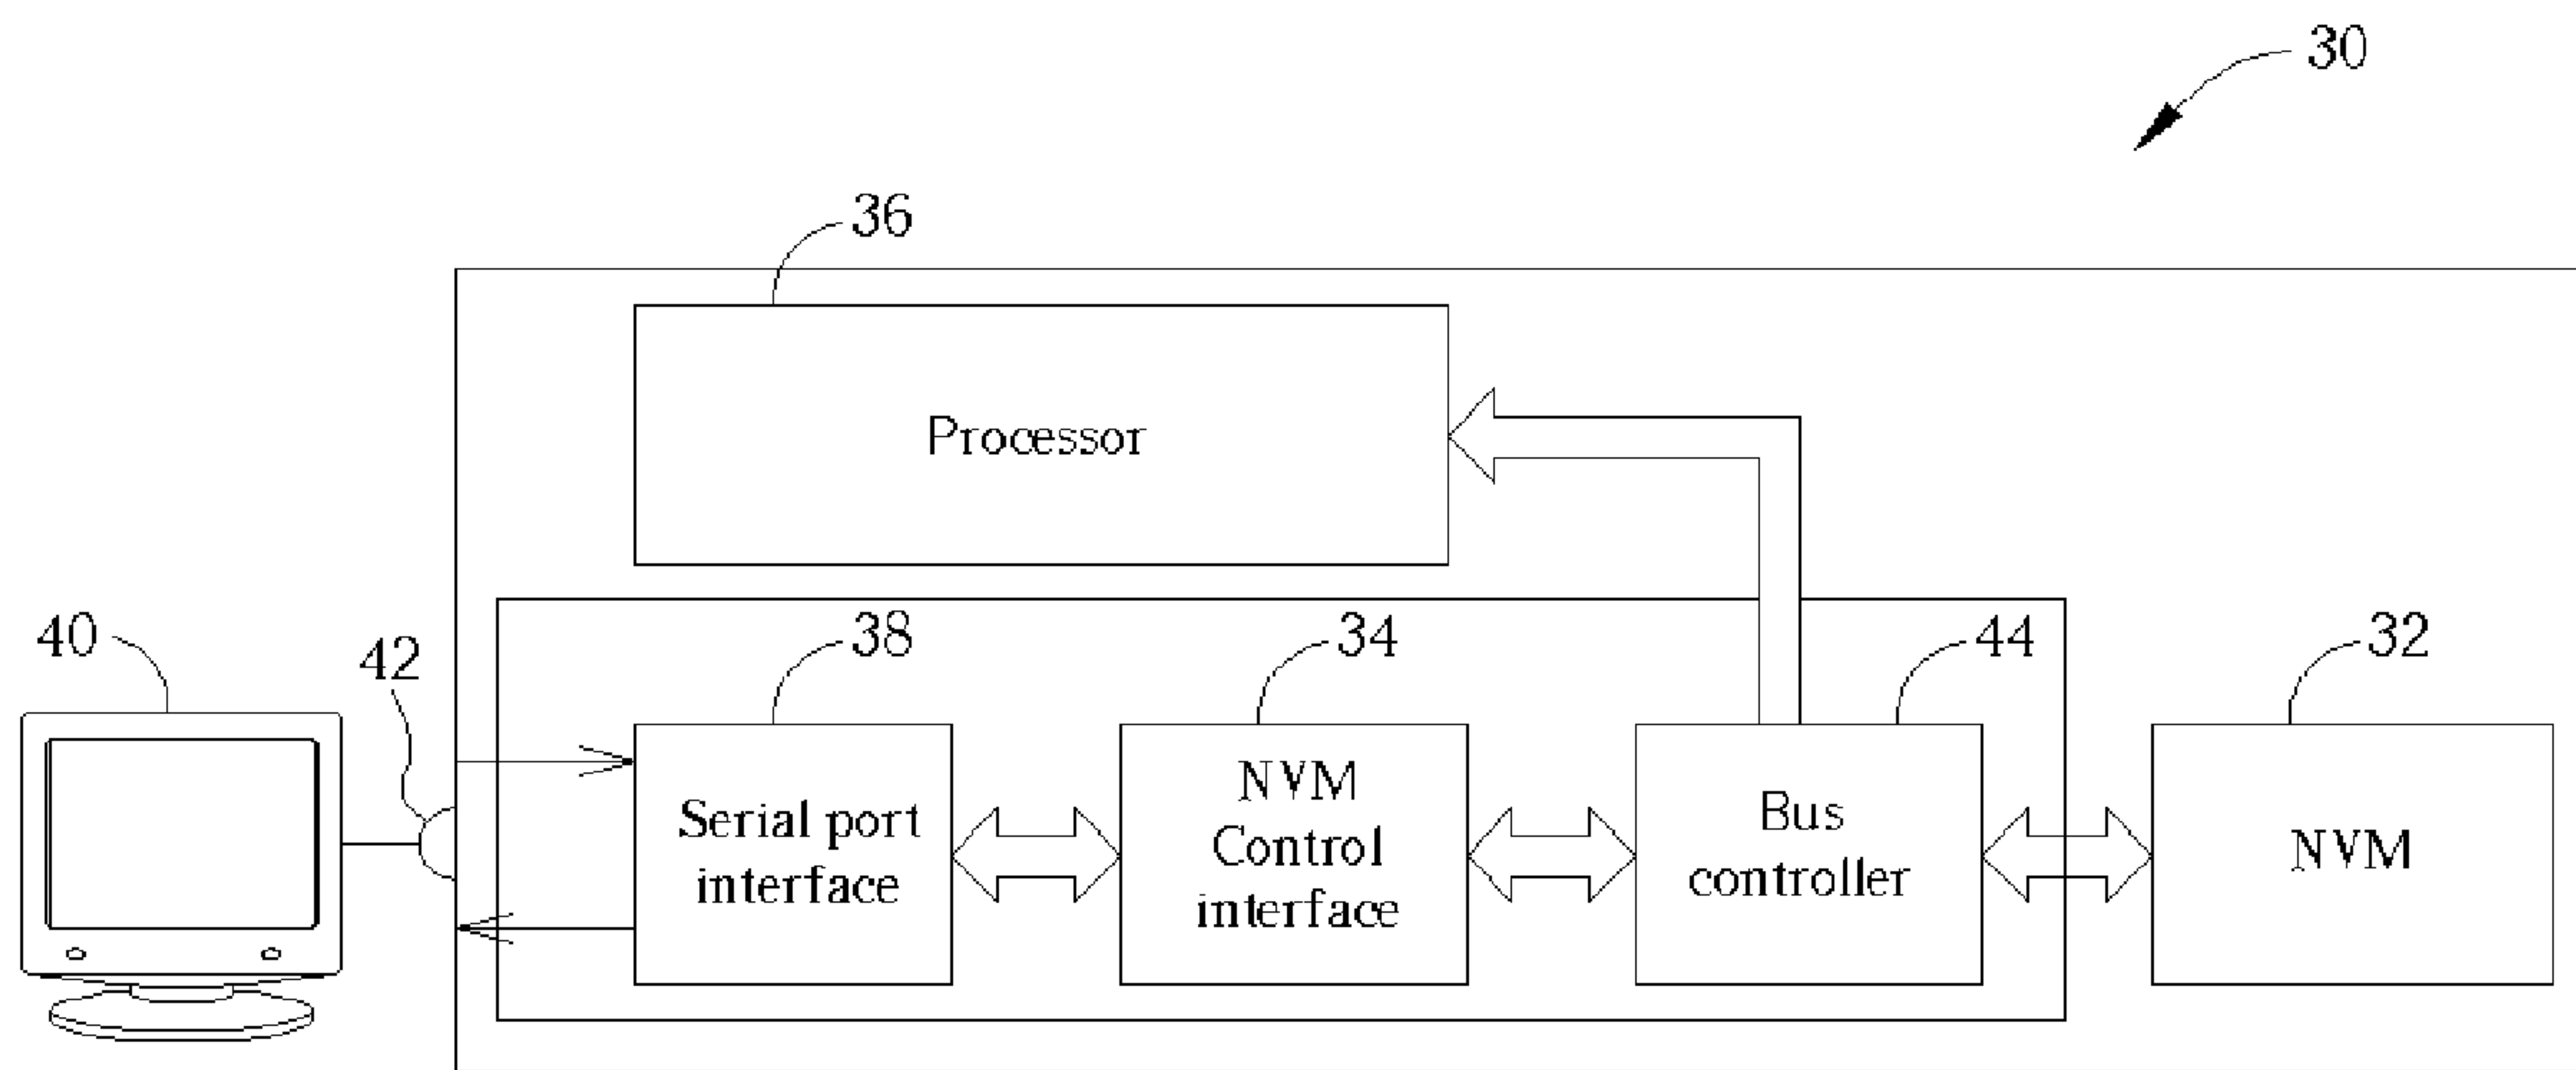 30
36
Processor
40
42
38
34
44
32
Serial port
interface
NVM
Control
interface
Bus
controller
NVM